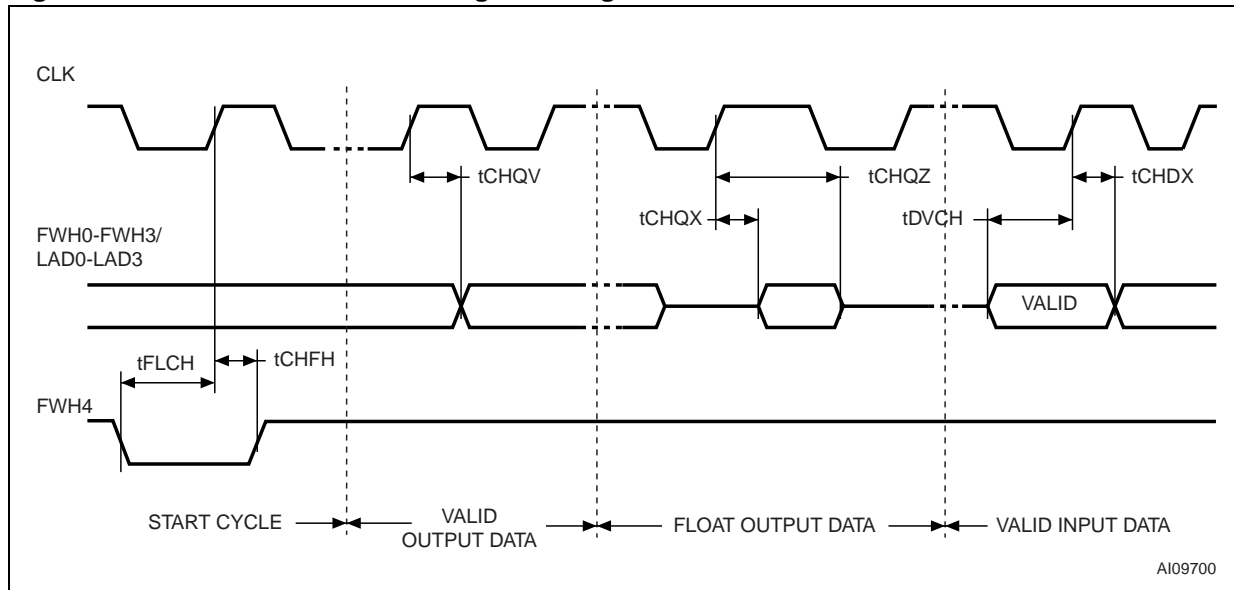 CLK
tCHQV
tCHQZ
tCHDX
tCHQX
tDVCH
FWH0-FWH3/
LAD0-LAD3
VALID
tFLCH
tCHFH
FWH4
START CYCLE
VALID
OUTPUT DATA
FLOAT OUTPUT DATA
VALID INPUT DATA
AI09700